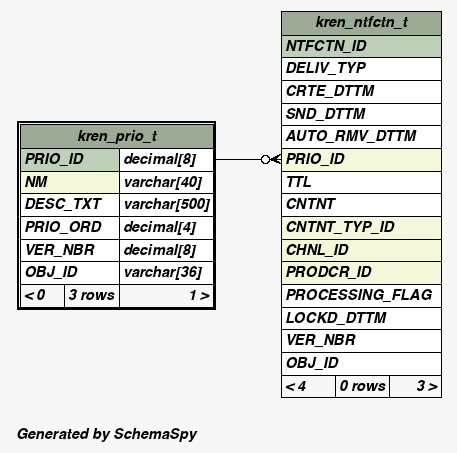 kren_prio_t
PRIO_ID decimal[8]
NM varchar[40]
DESC_TXT varchar[500]
PRIO_ORD decimal[4]
VER_NBR decimal[8]
OBJ_ID varchar[36]
< 0 3 rows 1 >
kren_ntfctn_t
NTFCTN_ID
DELIV_TYP
CRTE_DTTM
SND_DTTM
AUTO_RMV_DTTM
PRIO_ID
TTL
CNTNT
CNTNT_TYP_ID
CHNL_ID
PRODCR_ID
PROCESSING_FLAG
LOCKD_DTTM
VER_NBR
OBJ_ID
< 4 0 rows 3 >
Generated by SchemaSpy